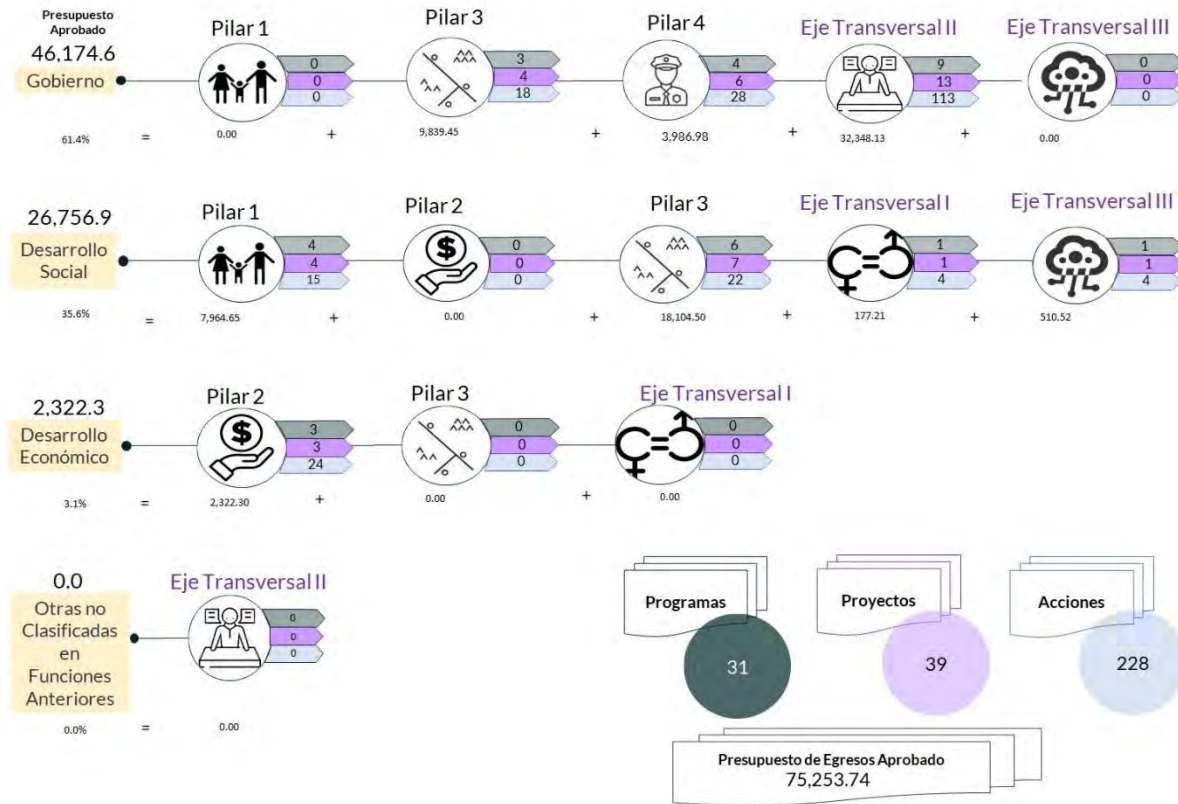 Presupuesto
Aprobado
46,174.6
Gobierno
61.4%
=
Pilar 1
0
0
0
0.00
+
Pilar 3
3
4
18
9,839.45
+
Pilar 4
4
6
28
3,986.98
+
Eje Transversal II
9
13
113
32,348.13
+
Eje Transversal III
0
0
0
0.00
26,756.9
Desarrollo
Social
35.6%
=
Pilar 1
4
4
15
7,964.65
+
Pilar 2
$
0
0
0
0.00
+
Pilar 3
6
7
22
18,104.50
+
Eje Transversal I
1
1
4
177.21
+
Eje Transversal III
1
1
4
510.52
2,322.3
Desarrollo
Económico
3.1%
=
Pilar 2
$
3
3
24
2,322.30
+
Pilar 3
0
0
0
0.00
+
Eje Transversal I
0
0
0
0.00
0.0
Otras no
Clasificadas
en
Funciones
Anteriores
0.0%
=
Eje Transversal II
0
0
0
0.00
Programas
31
Proyectos
39
Acciones
228
Presupuesto de Egresos Aprobado
75,253.74